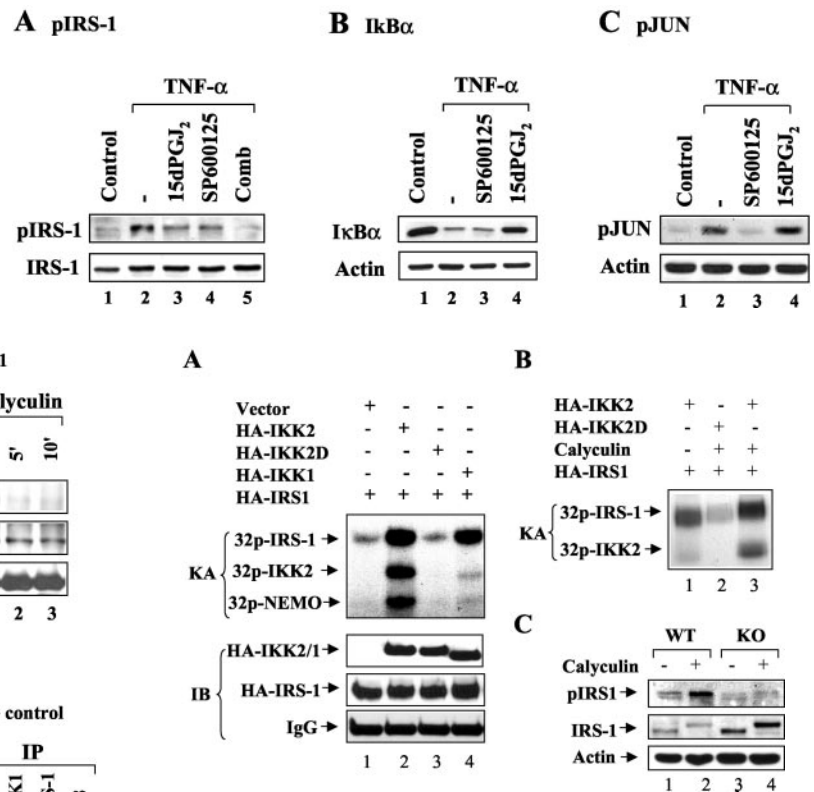 A pIRS-1
TNF-α
Control
-
15dPGJ2
SP600125
Comb
pIRS-1
IRS-1
1 2 3 4 5
B IkBα
TNF-α
Control
-
SP600125
15dPGJ2
IκBα
Actin
1 2 3 4
C pJUN
TNF-α
Control
-
SP600125
15dPGJ2
pJUN
Actin
1 2 3 4
1
lyculin
5' 10'
2 3
control
IP
K1
S-1
A
Vector + - - -
HA-IKK2 - + - -
HA-IKK2D - - + -
HA-IKK1 - - - +
HA-IRS1 + + + +
KA
32p-IRS-1
32p-IKK2
32p-NEMO
IB
HA-IKK2/1
HA-IRS-1
IgG
1 2 3 4
B
HA-IKK2 + - +
HA-IKK2D - + -
Calyculin - + +
HA-IRS1 + + +
KA
32p-IRS-1
32p-IKK2
1 2 3
C
WT KO
Calyculin - + - +
pIRS1
IRS-1
Actin
1 2 3 4